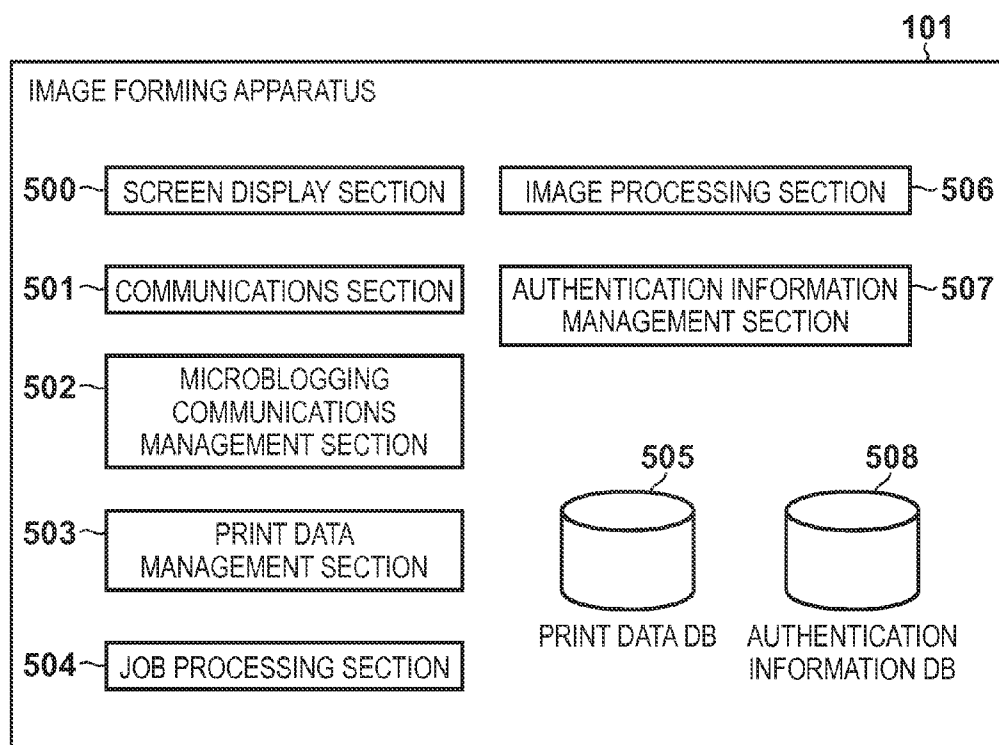 101
IMAGE FORMING APPARATUS
500
SCREEN DISPLAY SECTION
IMAGE PROCESSING SECTION
506
501
COMMUNICATIONS SECTION
AUTHENTICATION INFORMATION
MANAGEMENT SECTION
507
502
MICROBLOGGING
COMMUNICATIONS
MANAGEMENT SECTION
503
PRINT DATA
MANAGEMENT SECTION
504
JOB PROCESSING SECTION
505
PRINT DATA DB
508
AUTHENTICATION
INFORMATION DB